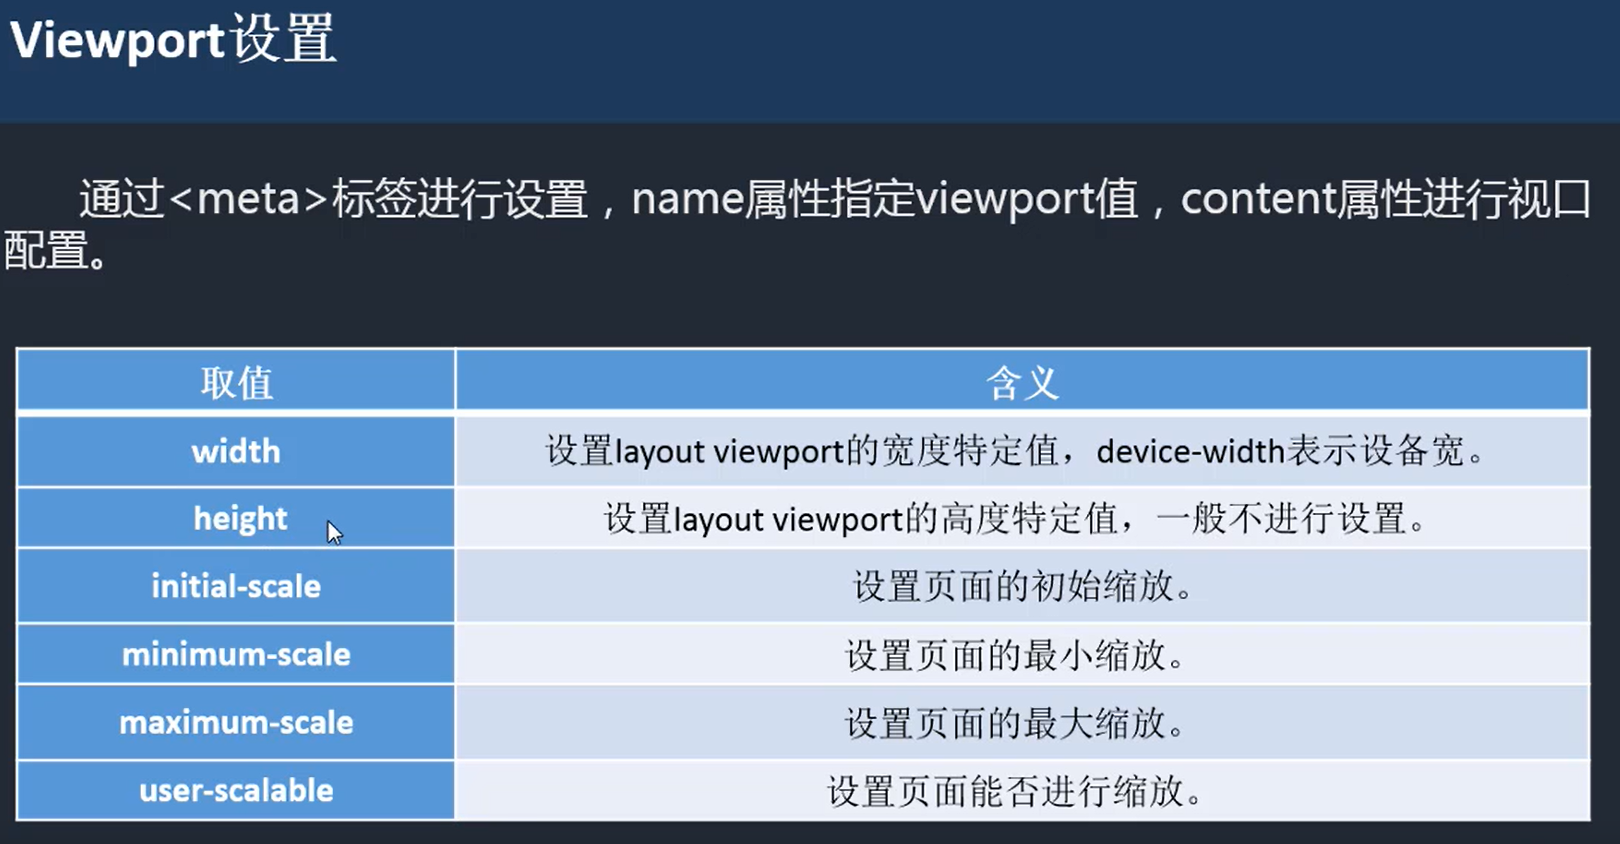 Viewport设置
通过<meta>标签进行设置，name属性指定viewport值，content属性进行视口
配置。
取值 含义
width 设置layout viewport的宽度特定值，device-width表示设备宽。
height 设置layout viewport的高度特定值，一般不进行设置。
initial-scale 设置页面的初始缩放。
minimum-scale 设置页面的最小缩放。
maximum-scale 设置页面的最大缩放。
user-scalable 设置页面能否进行缩放。